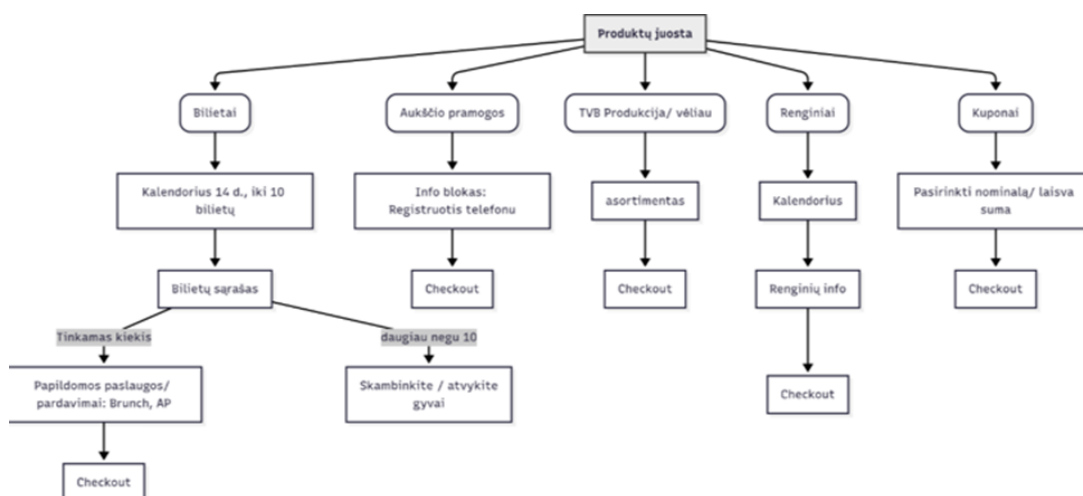 Produktų juosta
Bilietai
Aukščio pramogos
TVB Produkcija/ vėliau
Renginiai
Kuponai
Kalendorius 14 d., iki 10
bilietų
Info blokas:
Registruotis telefonu
asortimentas
Kalendorius
Pasirinkti nominalą/ laisva
suma
Bilietų sąrašas
Checkout
Checkout
Renginių info
Checkout
Tinkamas kiekis
daugiau negu 10
Papildomos paslaugos/
pardavimai: Brunch, AP
Skambinkite / atvykite
gyvai
Checkout
Checkout